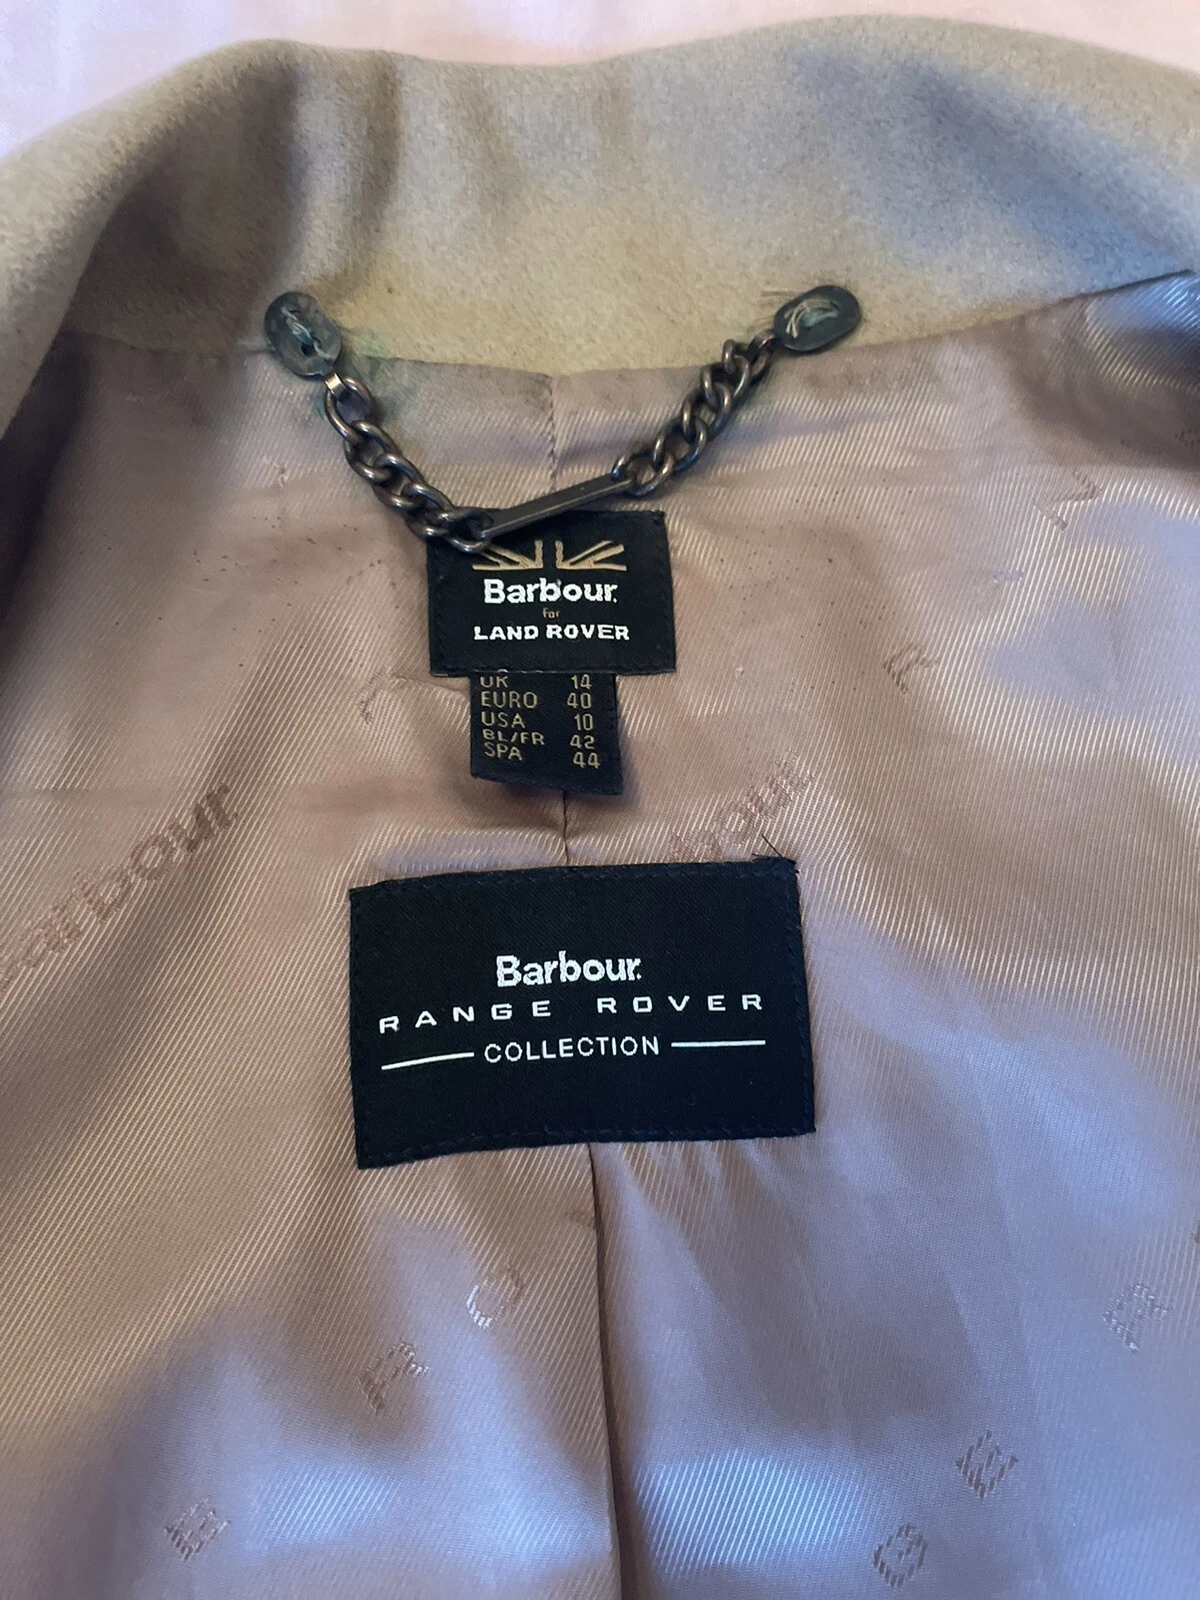 Barbour.
for
LAND ROVER
UK 14
EURO 40
USA 10
BL/FR 42
SPA 44
Barbour
Barbour.
RANGE ROVER
COLLECTION